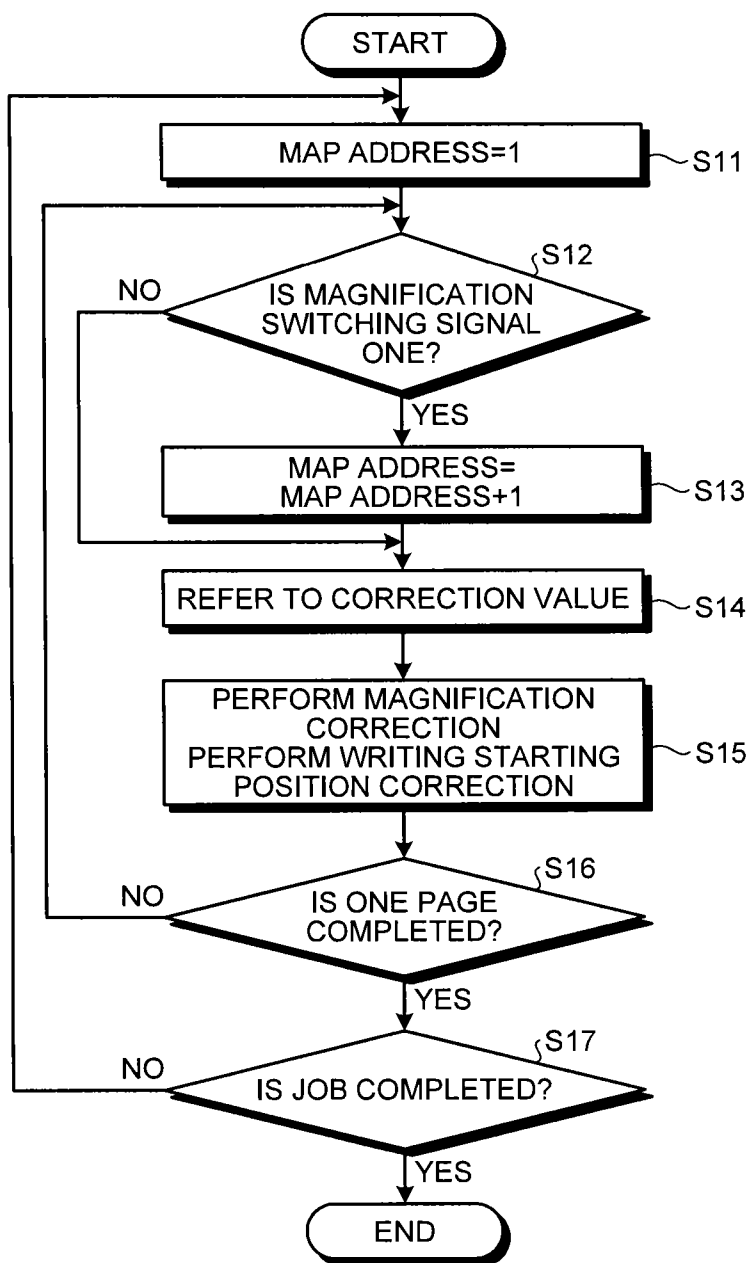 START
MAP ADDRESS=1
S11
S12
NO
IS MAGNIFICATION
SWITCHING SIGNAL
ONE?
YES
MAP ADDRESS=
MAP ADDRESS+1
S13
REFER TO CORRECTION VALUE
S14
PERFORM MAGNIFICATION
CORRECTION
PERFORM WRITING STARTING
POSITION CORRECTION
S15
S16
NO
IS ONE PAGE
COMPLETED?
YES
S17
NO
IS JOB COMPLETED?
YES
END